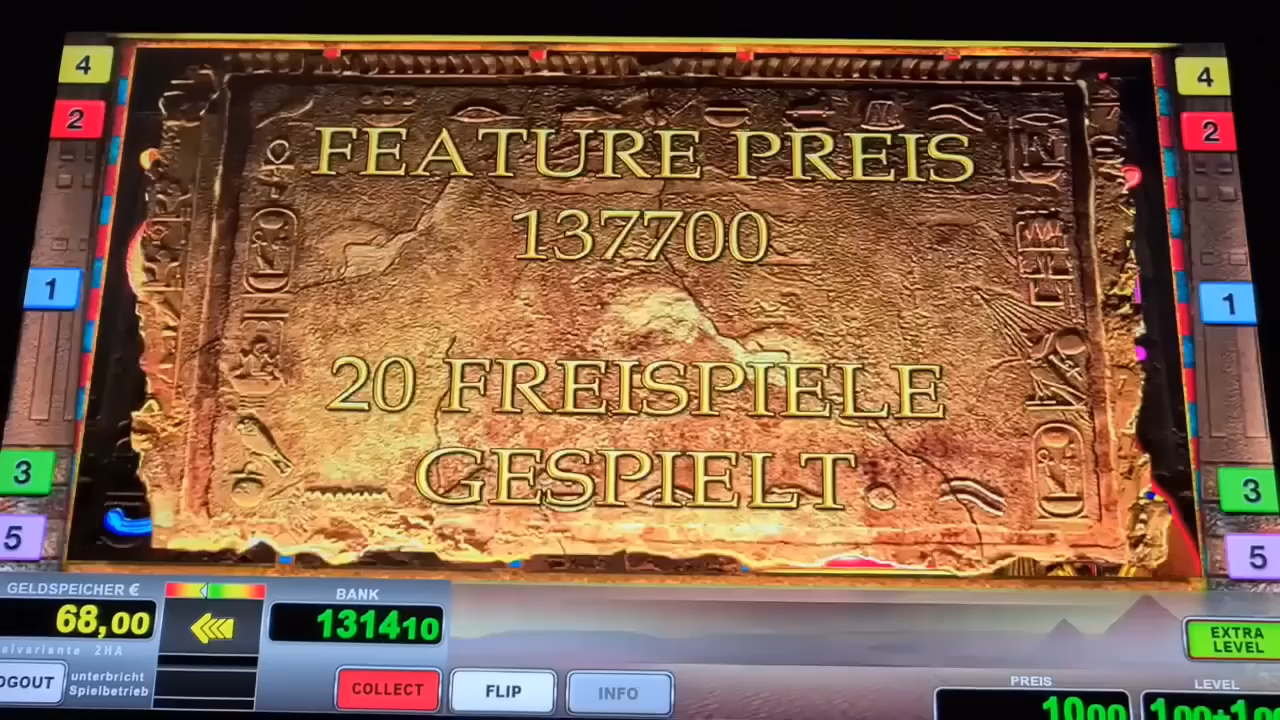 4
4
2
2
FEATURE PREIS
137700
1
1
20 FREISPIELE
GESPIELT
3
3
5
5
GELDSPEICHER €
68,00
2HA
BANK
131410
unterbricht
Spielbetrieb
COLLECT
FLIP
INFO
EXTRA
LEVEL
PREIS
LEVEL